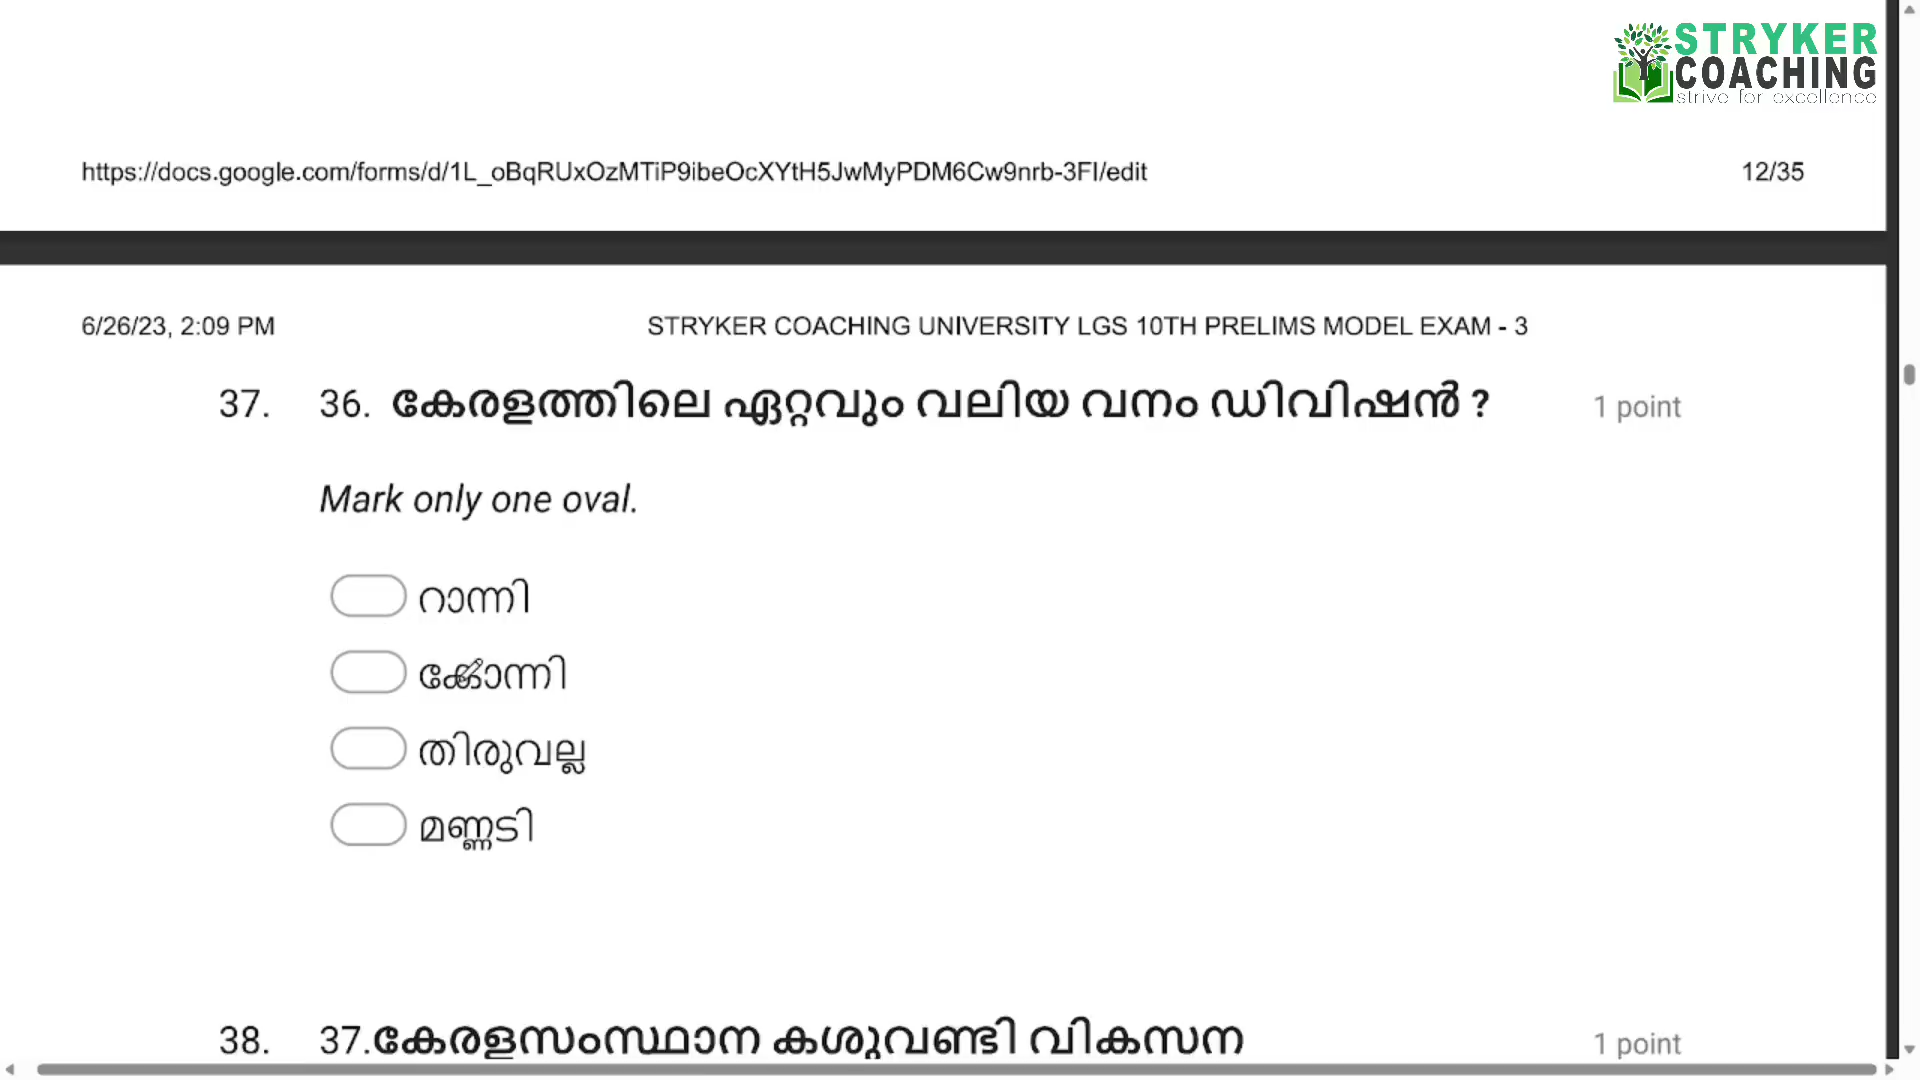 STRYKER
COACHING
strive for excellence
https://docs.google.com/forms/d/1L_oBqRUxOzMTiP9ibeOcXYtH5JwMyPDM6Cw9nrb-3FI/edit 12/35
6/26/23, 2:09 PM STRYKER COACHING UNIVERSITY LGS 10TH PRELIMS MODEL EXAM - 3
37. 36. കേരളത്തിലെ ഏറ്റവും വലിയ വനം ഡിവിഷൻ ? 1 point
Mark only one oval.
റാന്നി
കോന്നി
തിരുവല്ല
മണ്ണടി
38. 37.കേരളസംസ്ഥാന കശുവണ്ടി വികസന 1 point